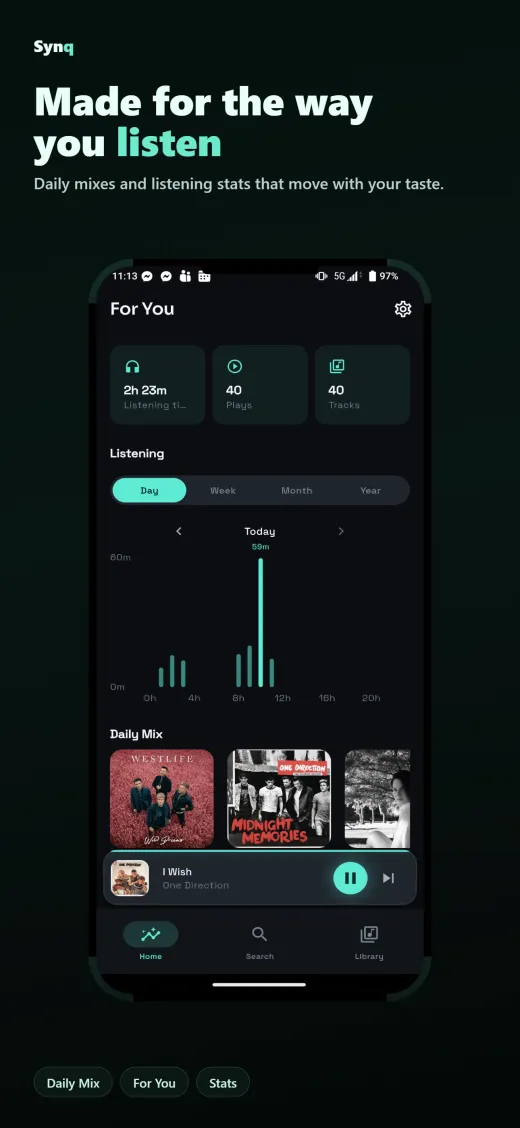 Synq
Made for the way
you listen
Daily mixes and listening stats that move with your taste.
11:13
5G
97%
For You
2h 23m
Listening ti...
40
Plays
40
Tracks
Listening
Day
Week
Month
Year
Today
59m
60m
0m
0h
4h
8h
12h
16h
20h
Daily Mix
WESTLIFE
Wild Dreams
ONE DIRECTION
MIDNIGHT
MEMORIES
I Wish
One Direction
Home
Search
Library
Daily Mix
For You
Stats